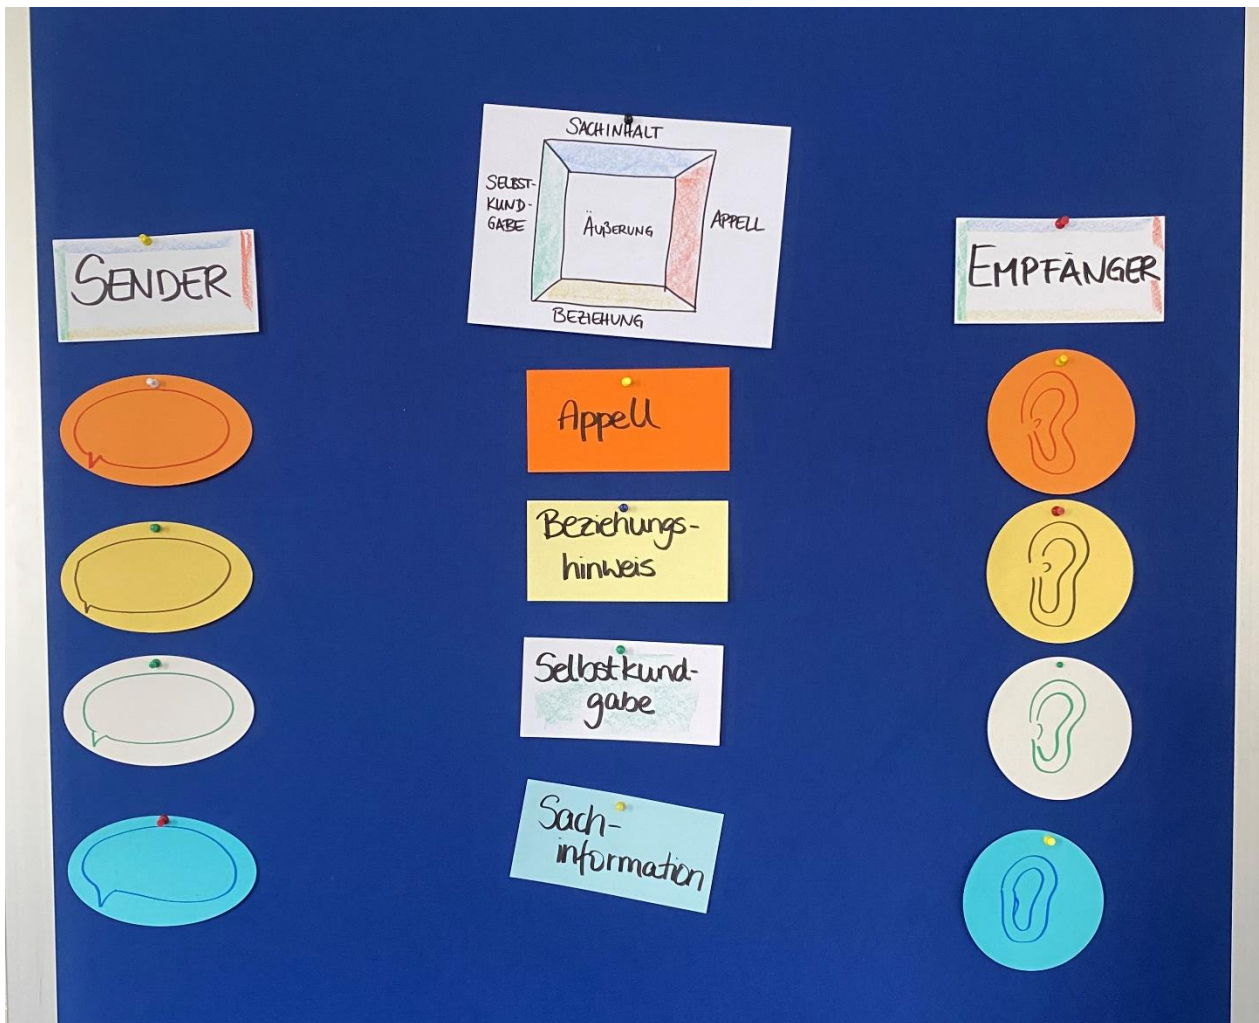 SACHINHALT
SELBST-
KUND-
GABE
ÄUßERUNG
APPELL
BEZIEHUNG
SENDER
EMPFÄNGER
Appell
Beziehungs-
hinweis
Selbstkund-
gabe
Sach-
information